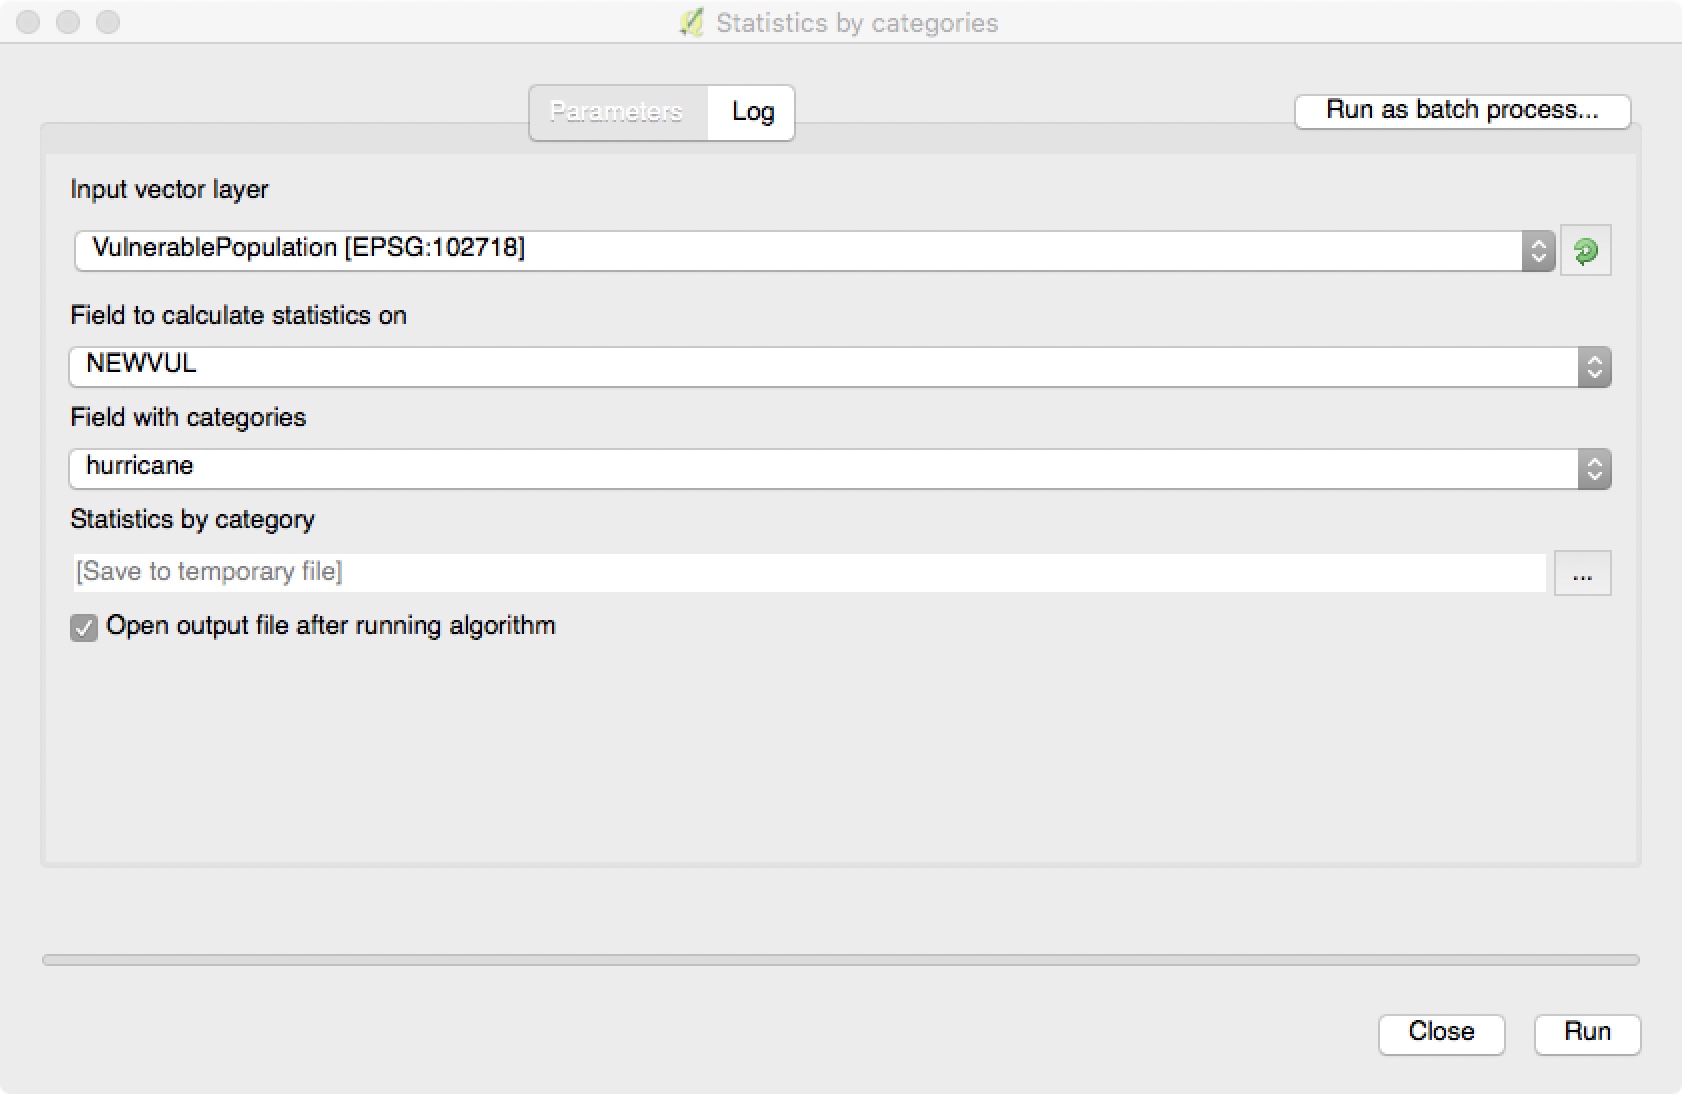 Statistics by categories
Parameters
Log
Run as batch process...
Input vector layer
VulnerablePopulation [EPSG:102718]
Field to calculate statistics on
NEWVUL
Field with categories
hurricane
Statistics by category
[Save to temporary file]
...
Open output file after running algorithm
Close
Run